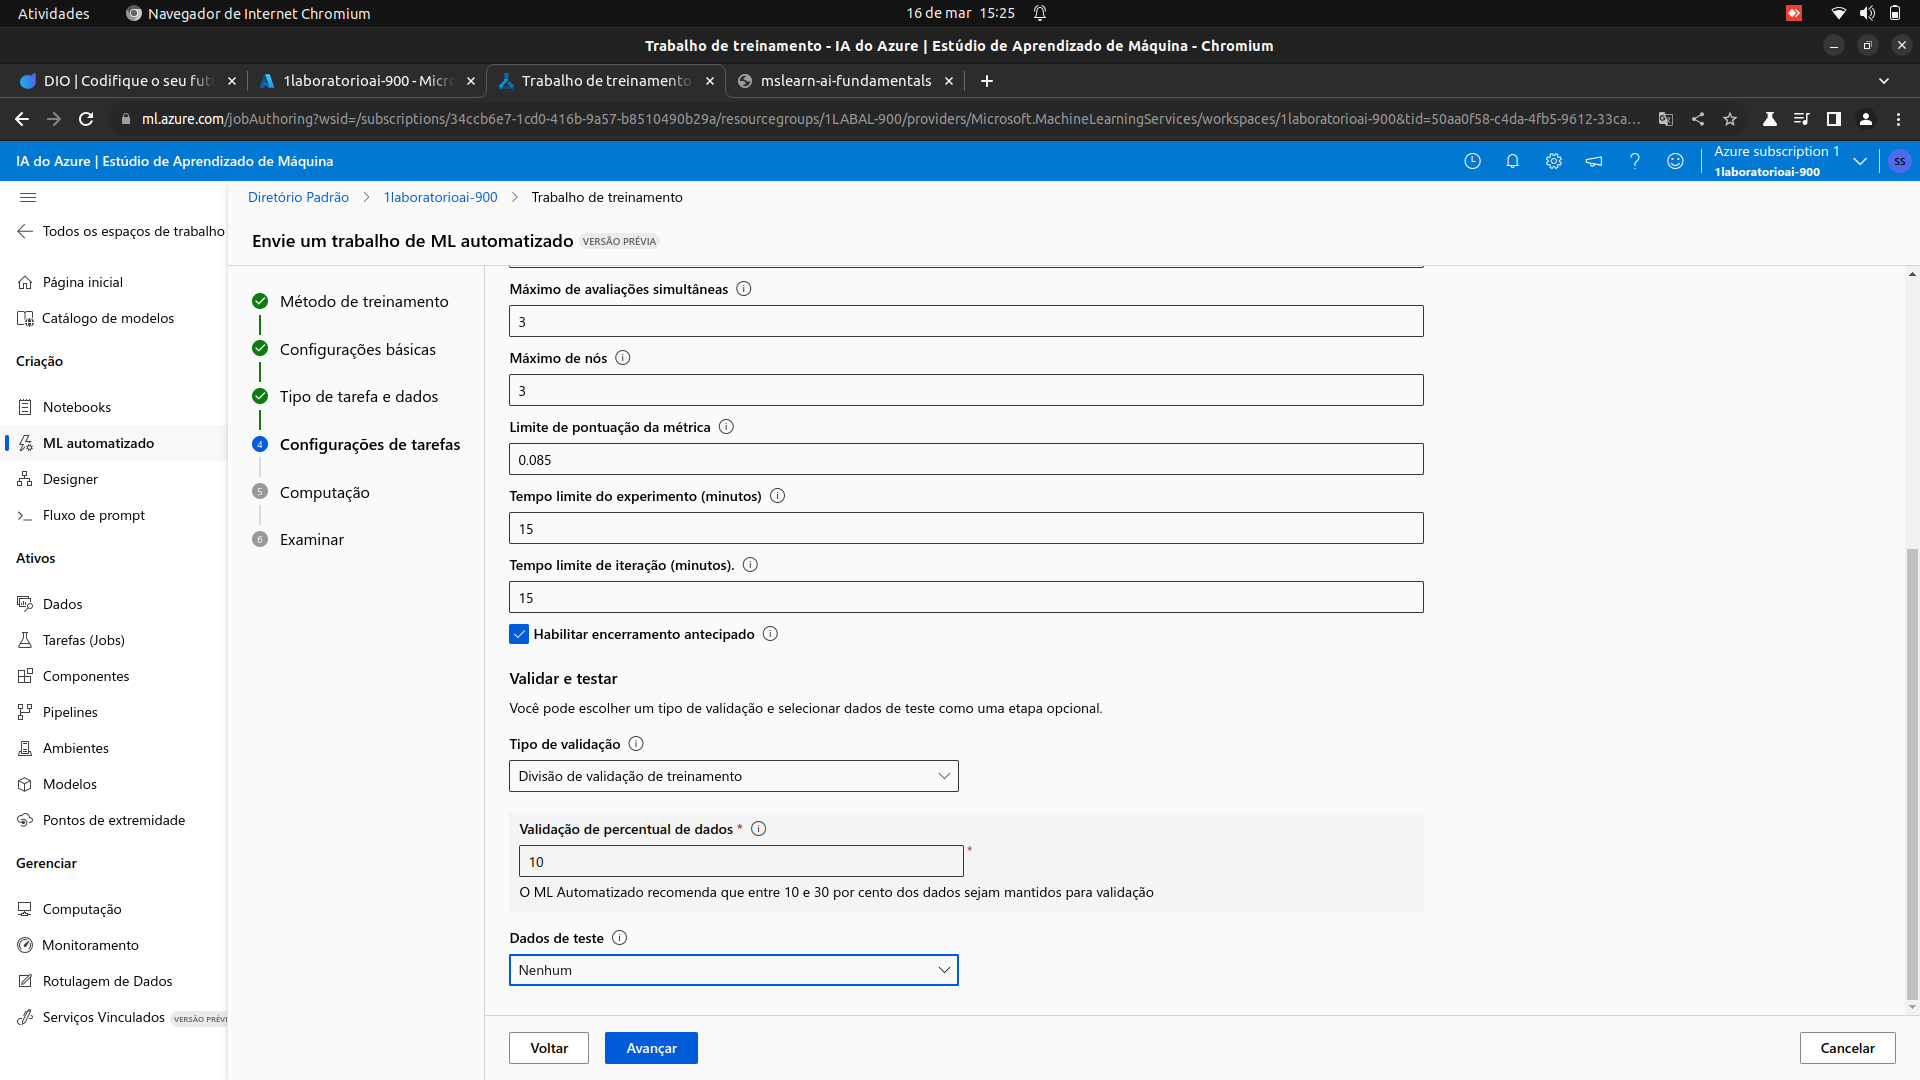 Atividades
Navegador de Internet Chromium
16 de mar 15:25
Trabalho de treinamento - IA do Azure | Estúdio de Aprendizado de Máquina - Chromium
DIO | Codifique o seu fut
1laboratorioai-900 - Micr
Trabalho de treinamento
mslearn-ai-fundamentals
ml.azure.com/jobAuthoring?wsid=/subscriptions/34ccb6e7-1cd0-416b-9a57-b8510490b29a/resourcegroups/1LABAL-900/providers/Microsoft.MachineLearningServices/workspaces/1laboratorioai-900&tid=50aa0f58-c4da-4fb5-9612-33ca...
IA do Azure | Estúdio de Aprendizado de Máquina
Azure subscription 1
1laboratorioai-900
SS
Diretório Padrão > 1laboratorioai-900 > Trabalho de treinamento
Todos os espaços de trabalho
Página inicial
Catálogo de modelos
Criação
Notebooks
ML automatizado
Designer
Fluxo de prompt
Ativos
Dados
Tarefas (Jobs)
Componentes
Pipelines
Ambientes
Modelos
Pontos de extremidade
Gerenciar
Computação
Monitoramento
Rotulagem de Dados
Serviços Vinculados VERSÃO PRÉVI
Envie um trabalho de ML automatizado VERSÃO PRÉVIA
Método de treinamento
Configurações básicas
Tipo de tarefa e dados
4 Configurações de tarefas
5 Computação
6 Examinar
Máximo de avaliações simultâneas
3
Máximo de nós
3
Limite de pontuação da métrica
0.085
Tempo limite do experimento (minutos)
15
Tempo limite de iteração (minutos).
15
Habilitar encerramento antecipado
Validar e testar
Você pode escolher um tipo de validação e selecionar dados de teste como uma etapa opcional.
Tipo de validação
Divisão de validação de treinamento
Validação de percentual de dados *
10 *
O ML Automatizado recomenda que entre 10 e 30 por cento dos dados sejam mantidos para validação
Dados de teste
Nenhum
Voltar
Avançar
Cancelar